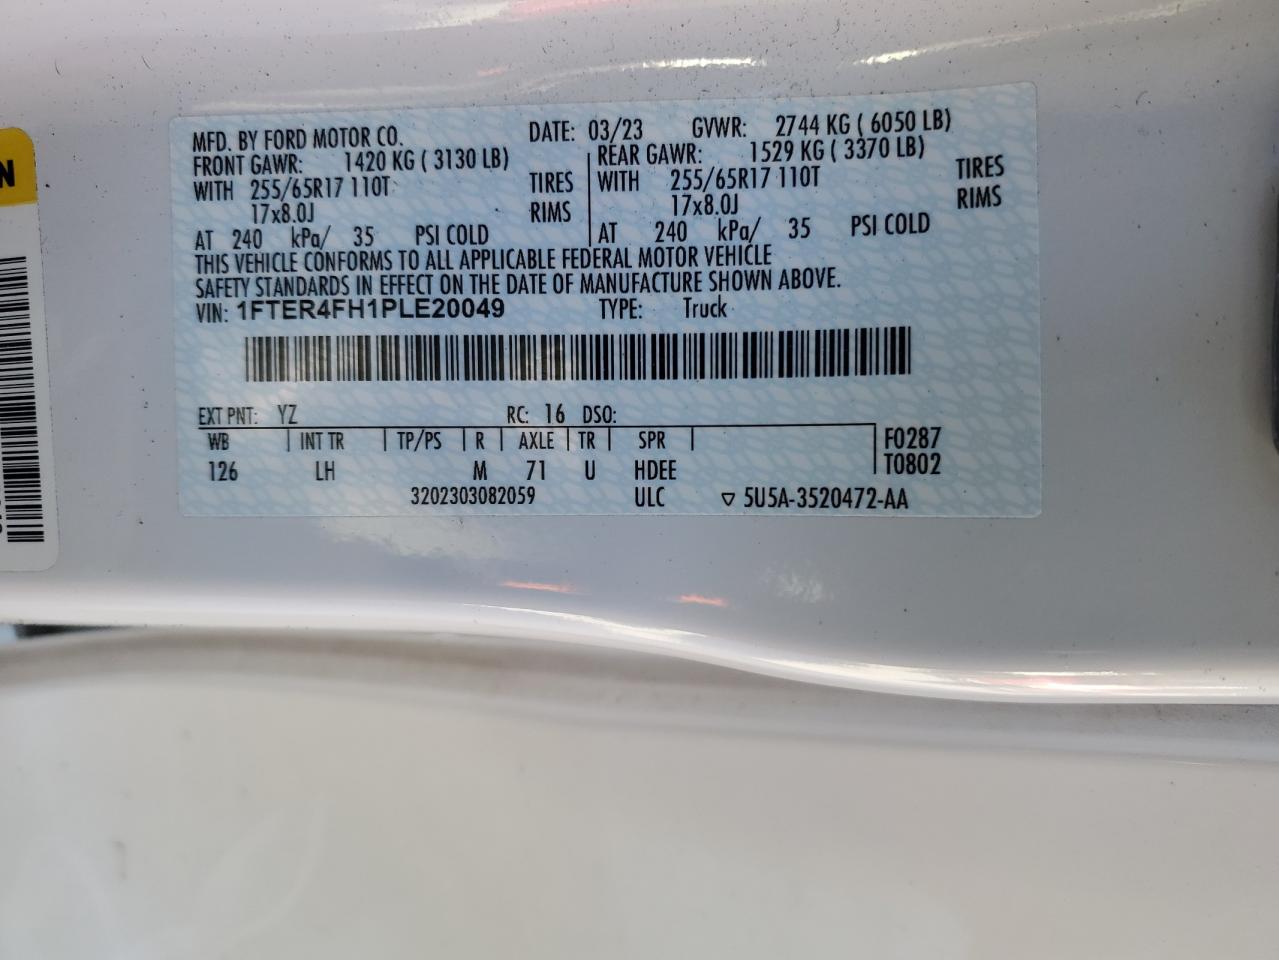 MFD. BY FORD MOTOR CO. DATE: 03/23 GVWR: 2744 KG ( 6050 LB)
FRONT GAWR: 1420 KG ( 3130 LB) REAR GAWR: 1529 KG ( 3370 LB)
WITH 255/65R17 110T TIRES WITH 255/65R17 110T TIRES
17x8.0J RIMS 17x8.0J RIMS
AT 240 kPa/ 35 PSI COLD AT 240 kPa/ 35 PSI COLD
THIS VEHICLE CONFORMS TO ALL APPLICABLE FEDERAL MOTOR VEHICLE
SAFETY STANDARDS IN EFFECT ON THE DATE OF MANUFACTURE SHOWN ABOVE.
VIN: 1FTER4FH1PLE20049 TYPE: Truck
EXT PNT: YZ RC: 16 DSO:
WB INT TR TP/PS R AXLE TR SPR F0287
126 LH M 71 U HDEE T0802
3202303082059 ULC ▽ 5U5A-3520472-AA
N